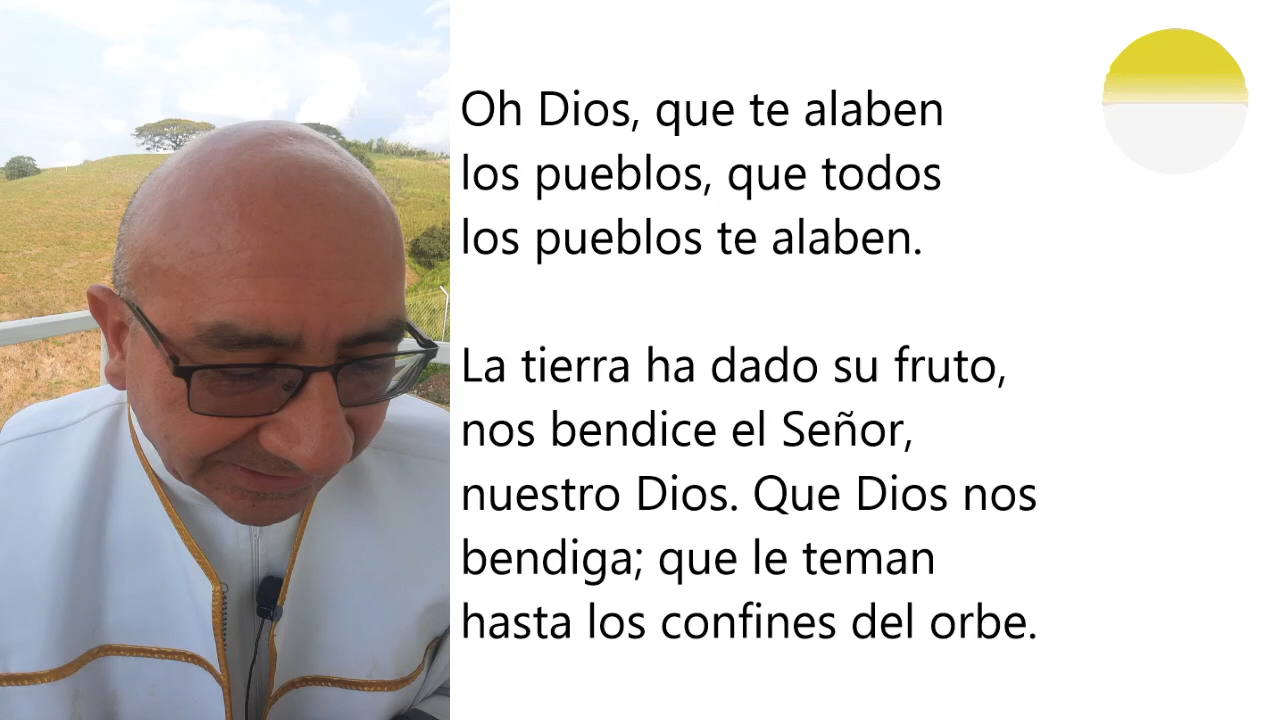 Oh Dios, que te alaben
los pueblos, que todos
los pueblos te alaben.
La tierra ha dado su fruto,
nos bendice el Señor,
nuestro Dios. Que Dios nos
bendiga; que le teman
hasta los confines del orbe.